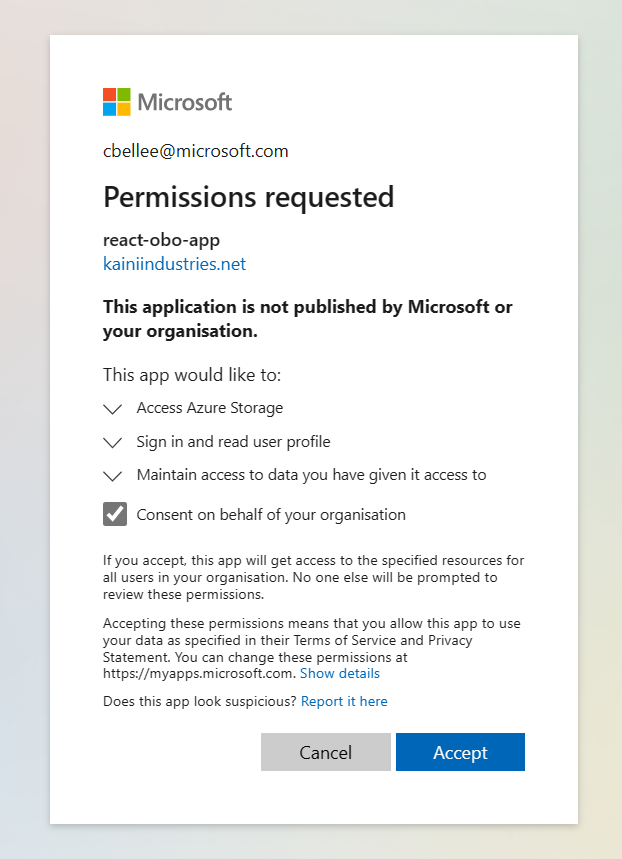 Microsoft
cbellee@microsoft.com
Permissions requested
react-obo-app
kainiindustries.net
This application is not published by Microsoft or
your organisation.
This app would like to:
Access Azure Storage
Sign in and read user profile
Maintain access to data you have given it access to
Consent on behalf of your organisation
If you accept, this app will get access to the specified resources for
all users in your organisation. No one else will be prompted to
review these permissions.
Accepting these permissions means that you allow this app to use
your data as specified in their Terms of Service and Privacy
Statement. You can change these permissions at
https://myapps.microsoft.com. Show details
Does this app look suspicious? Report it here
Cancel Accept